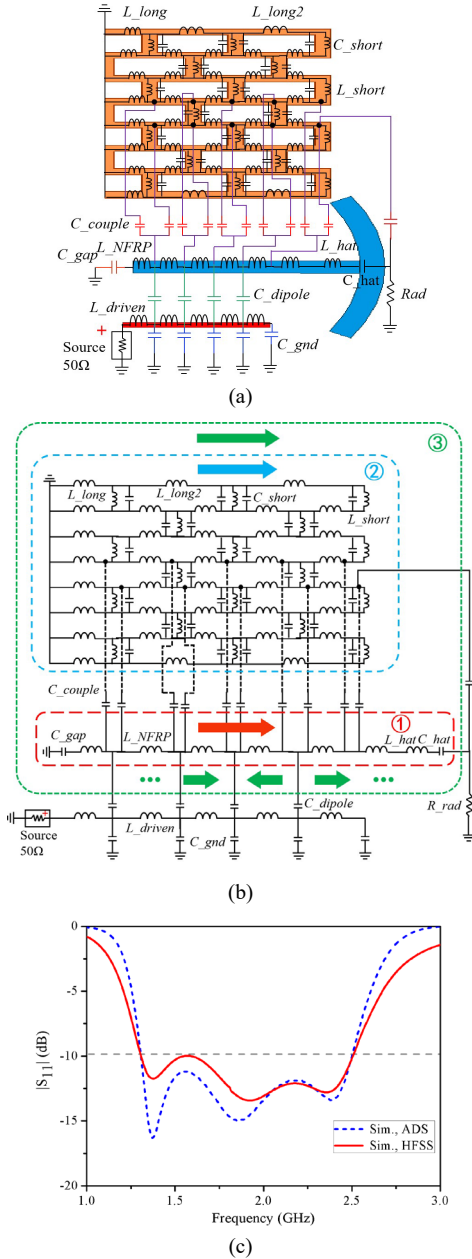 L_long
L_long2
C_short
L_short
C_couple
L_NFRP
L_hat
C_gap
C_hat
L_driven
C_dipole
Rad
+
Source
50Ω
C_gnd
(a)
③
②
L_long
L_long2
C_short
L_short
C_couple
①
C_gap
L_NFRP
L_hat
C_hat
•••
•••
C_dipole
R_rad
+
L_driven
Source
50Ω
C_gnd
(b)
0
-5
-10
-15
-20
|S11| (dB)
Sim., ADS
Sim., HFSS
1.0 1.5 2.0 2.5 3.0
Frequency (GHz)
(c)